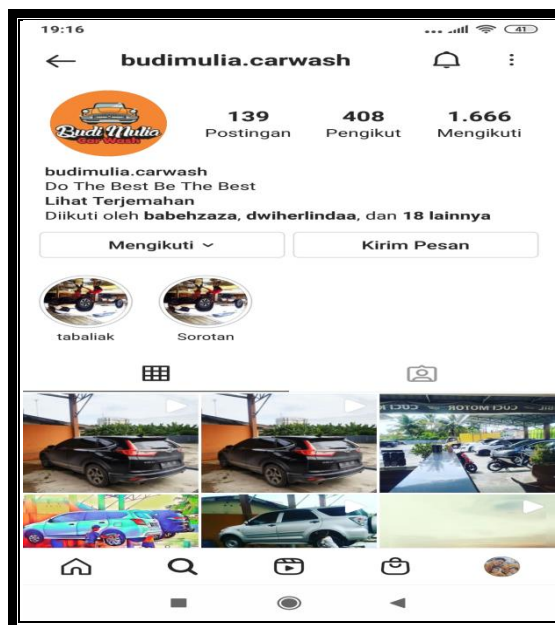 19:16
41
budimulia.carwash
Budi Mulia
Car Wash
139 408 1.666
Postingan Pengikut Mengikuti
budimulia.carwash
Do The Best Be The Best
Lihat Terjemahan
Diikuti oleh babehzaza, dwiherlindaa, dan 18 lainnya
Mengikuti
Kirim Pesan
tabaliak Sorotan
CUCI MOTOR